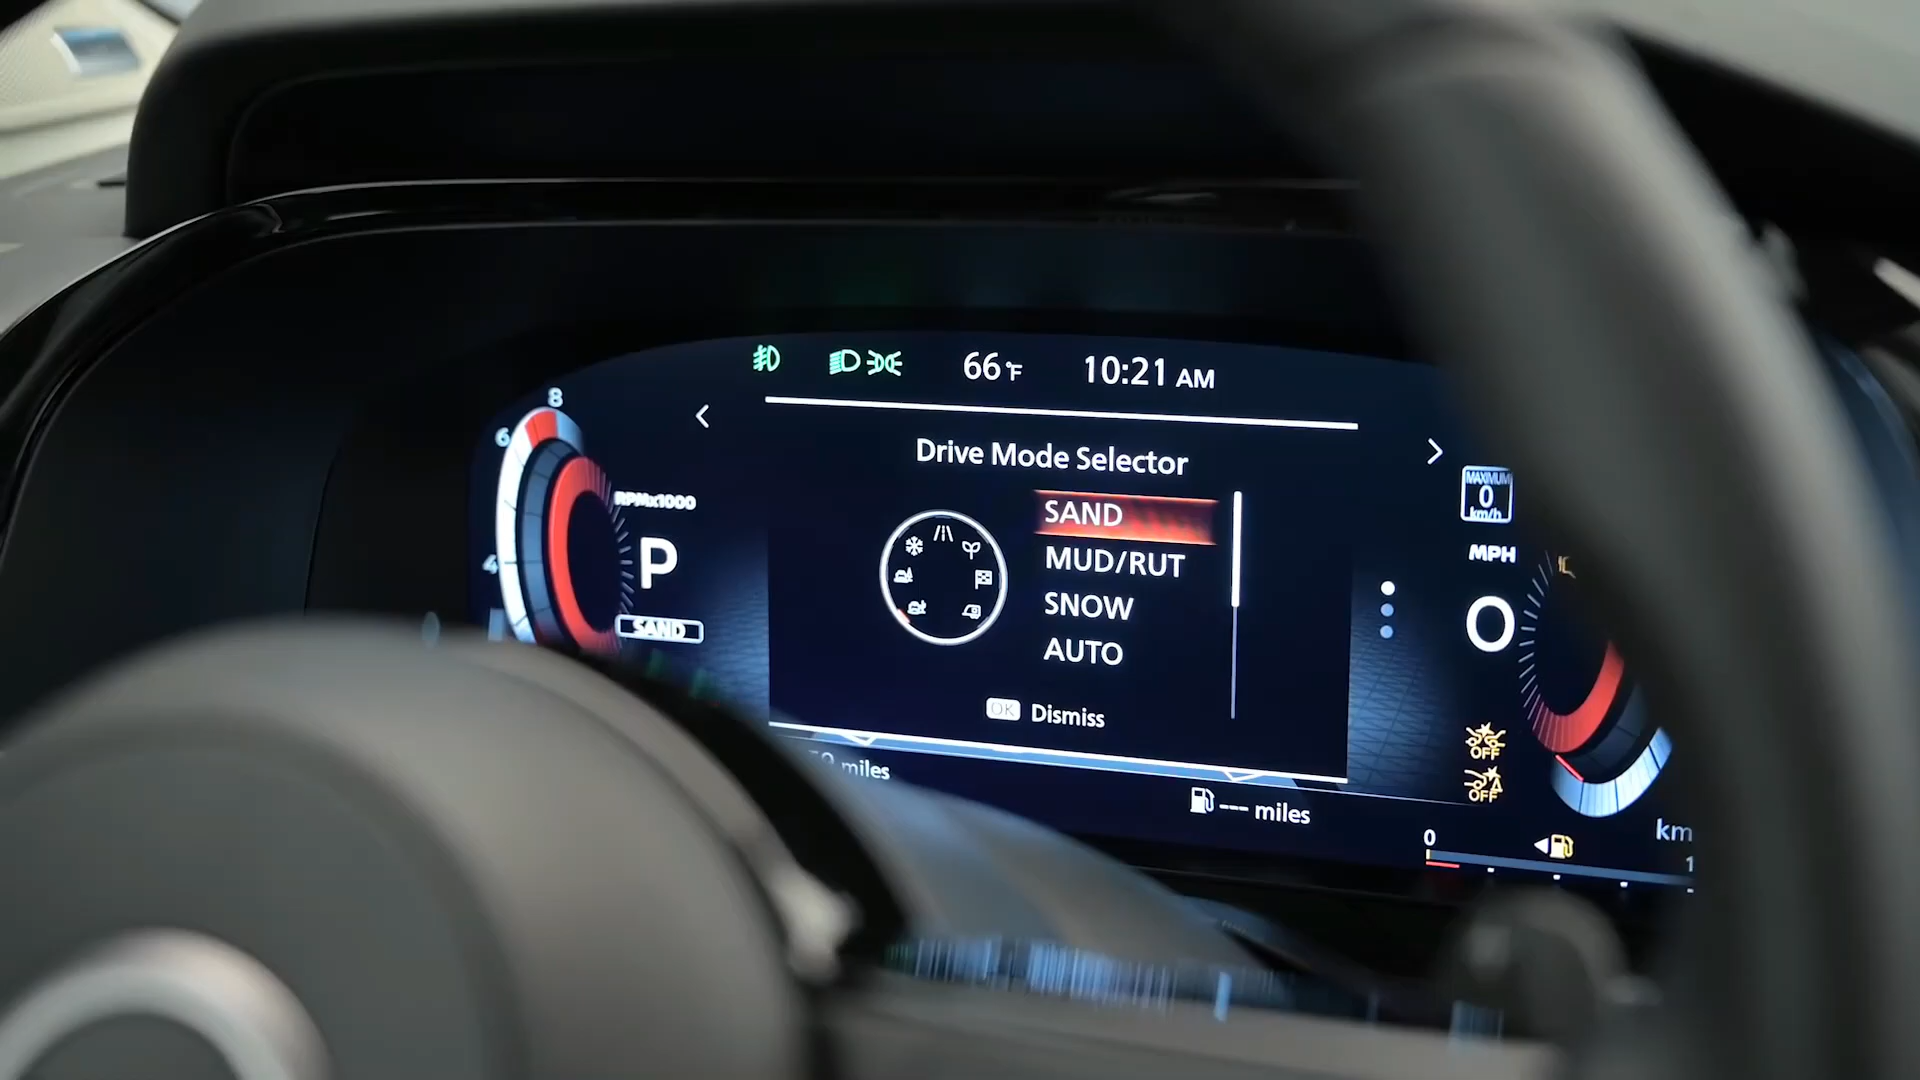 66°F
10:21 AM
8
6
4
RPMx1000
P
SAND
Drive Mode Selector
SAND
MUD/RUT
SNOW
AUTO
OK Dismiss
miles
--- miles
MAXIMUM
0
km/h
MPH
0
OFF
OFF
km
0